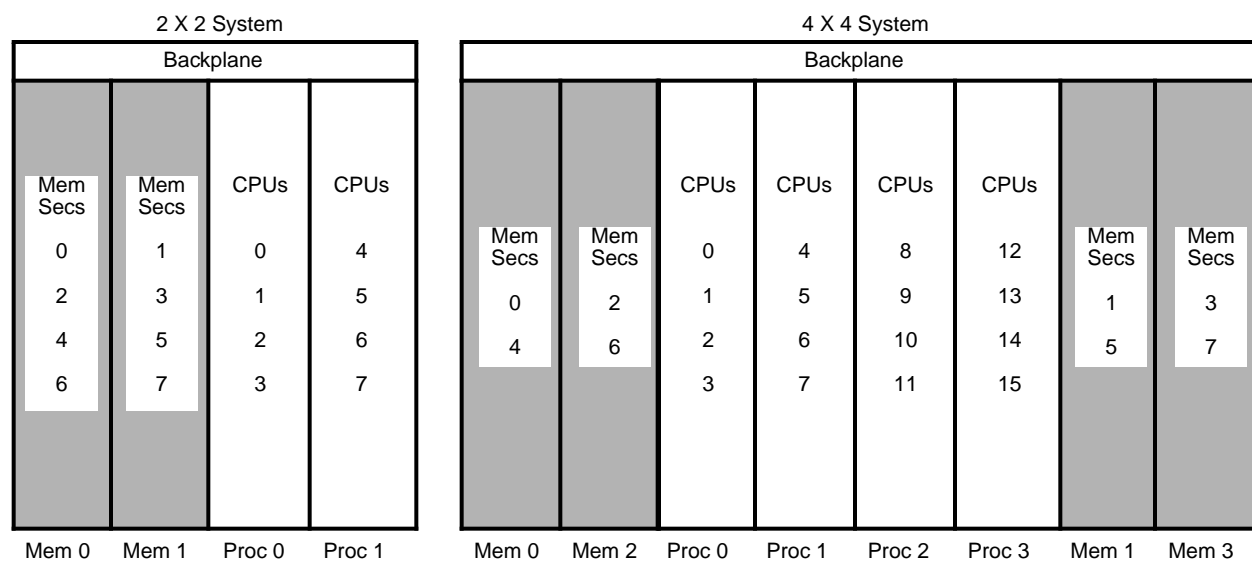 2 X 2 System
Backplane
Mem Mem CPUs CPUs
Secs Secs
0 1 0 4
2 3 1 5
4 5 2 6
6 7 3 7
Mem 0 Mem 1 Proc 0 Proc 1
4 X 4 System
Backplane
CPUs CPUs CPUs CPUs
Mem Mem Mem Mem
Secs Secs 0 4 8 12 Secs Secs
0 2 1 5 9 13 1 3
4 6 2 6 10 14 5 7
3 7 11 15
Mem 0 Mem 2 Proc 0 Proc 1 Proc 2 Proc 3 Mem 1 Mem 3